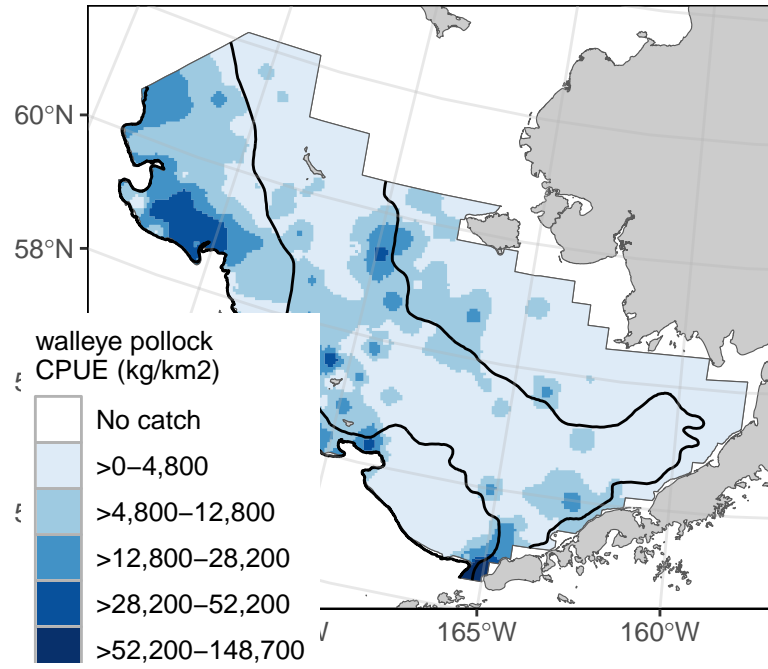 60°N
58°N
walleye pollock
CPUE (kg/km2)
No catch
>0−4,800
>4,800−12,800
>12,800−28,200
>28,200−52,200
>52,200−148,700
165°W
160°W